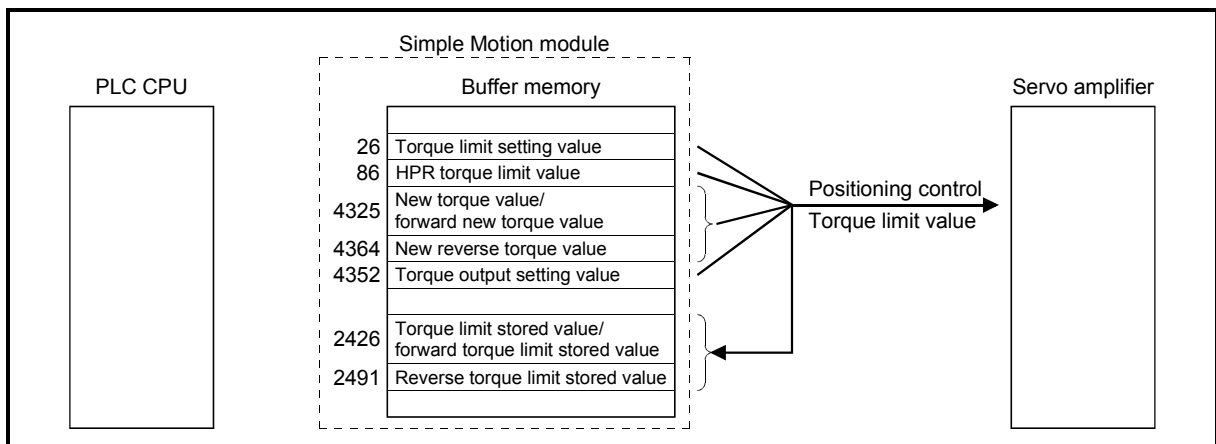 Simple Motion module
PLC CPU
Buffer memory
Servo amplifier
26 Torque limit setting value
86 HPR torque limit value
4325 New torque value/
forward new torque value
4364 New reverse torque value
4352 Torque output setting value
2426 Torque limit stored value/
forward torque limit stored value
2491 Reverse torque limit stored value
Positioning control
Torque limit value